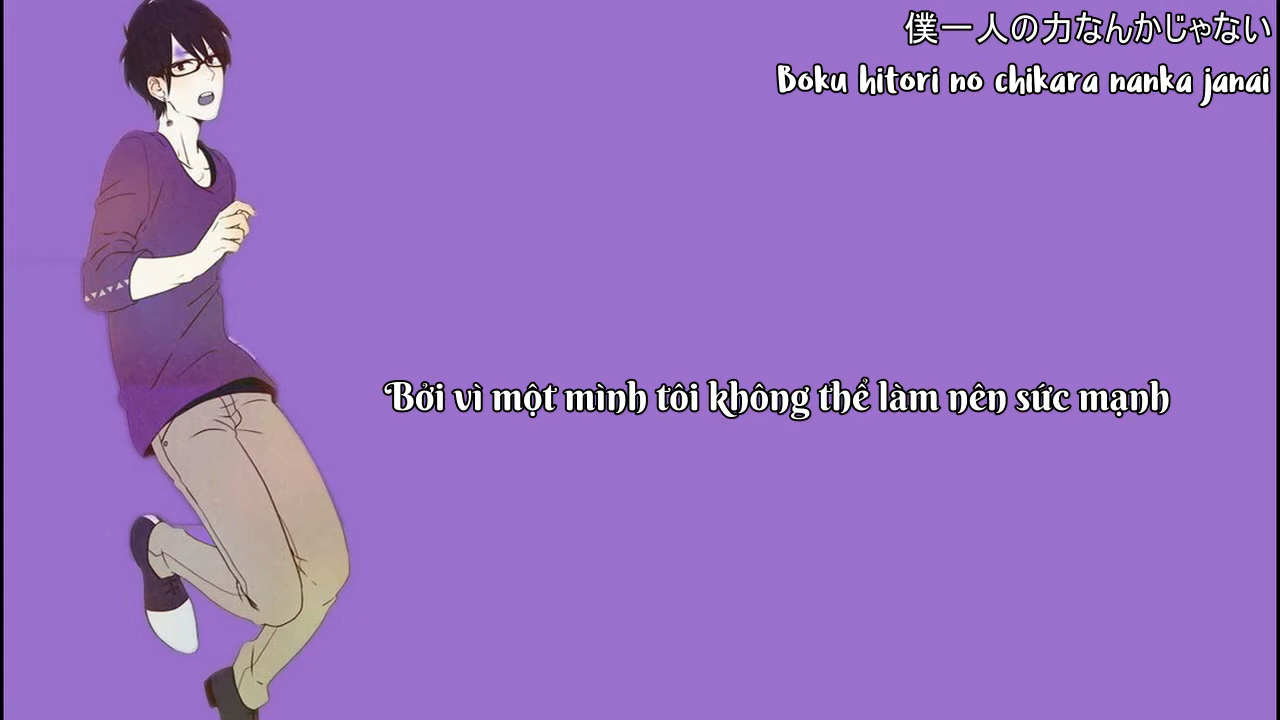 僕一人の力なんかじゃない
Boku hitori no chikara nanka janai
Bởi vì một mình tôi không thể làm nên sức mạnh